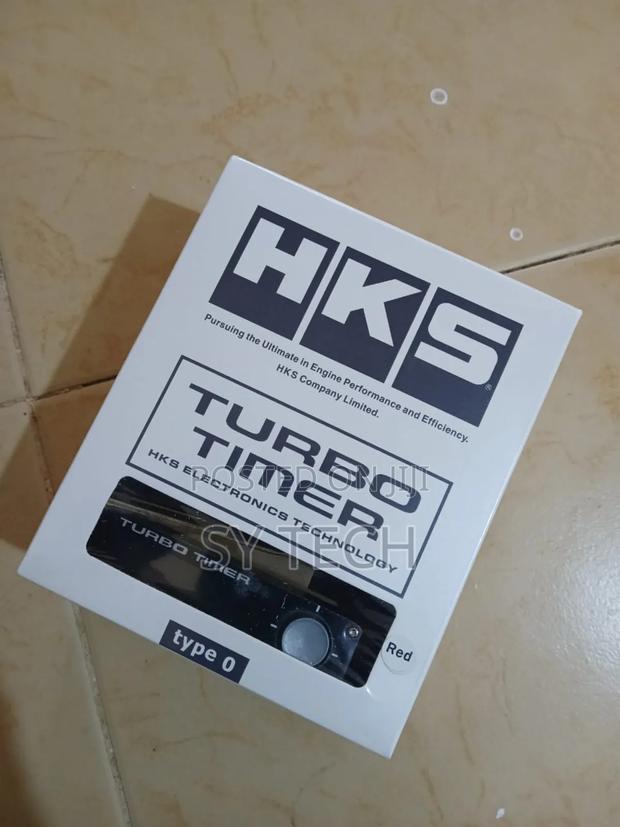 HKS
Pursuing the Ultimate in Engine Performance and Efficiency.
HKS Company Limited.
TURBO
TIMER
HKS ELECTRONICS TECHNOLOGY
POSTED ON JIJI
SY TECH
TURBO TIMER
type 0
Red